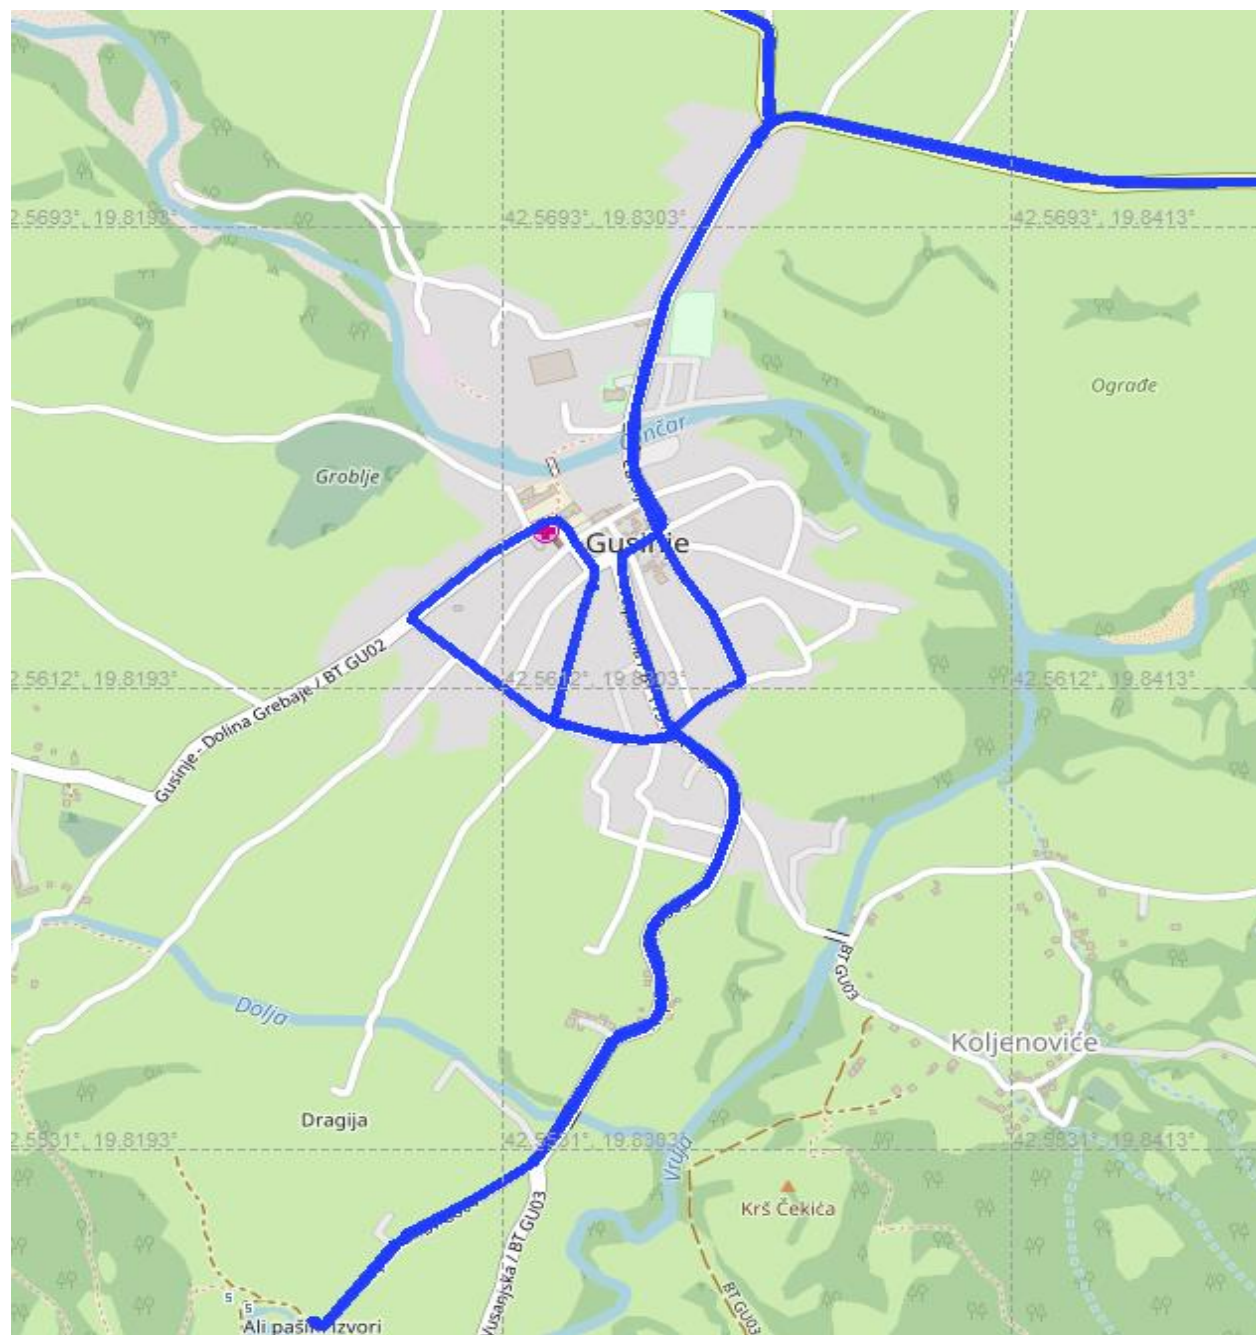 2.5693°, 19.8193°
42.5693°, 19.8303°
42.5693°, 19.8413°
Ograđe
Čančar
Groblje
Gusinje
Gusinje - Dolina Grebaje / BT GU02
2.5612°, 19.8193°
42.5612°, 19.8303°
42.5612°, 19.8413°
BT GU03
Dolja
Koljenoviće
Dragija
2.5531°, 19.8193°
42.5531°, 19.8303°
42.5531°, 19.8413°
Vruja
Krš Čekića
Vusanjska / BT GU03
BT GU03
Ali pašini Izvori